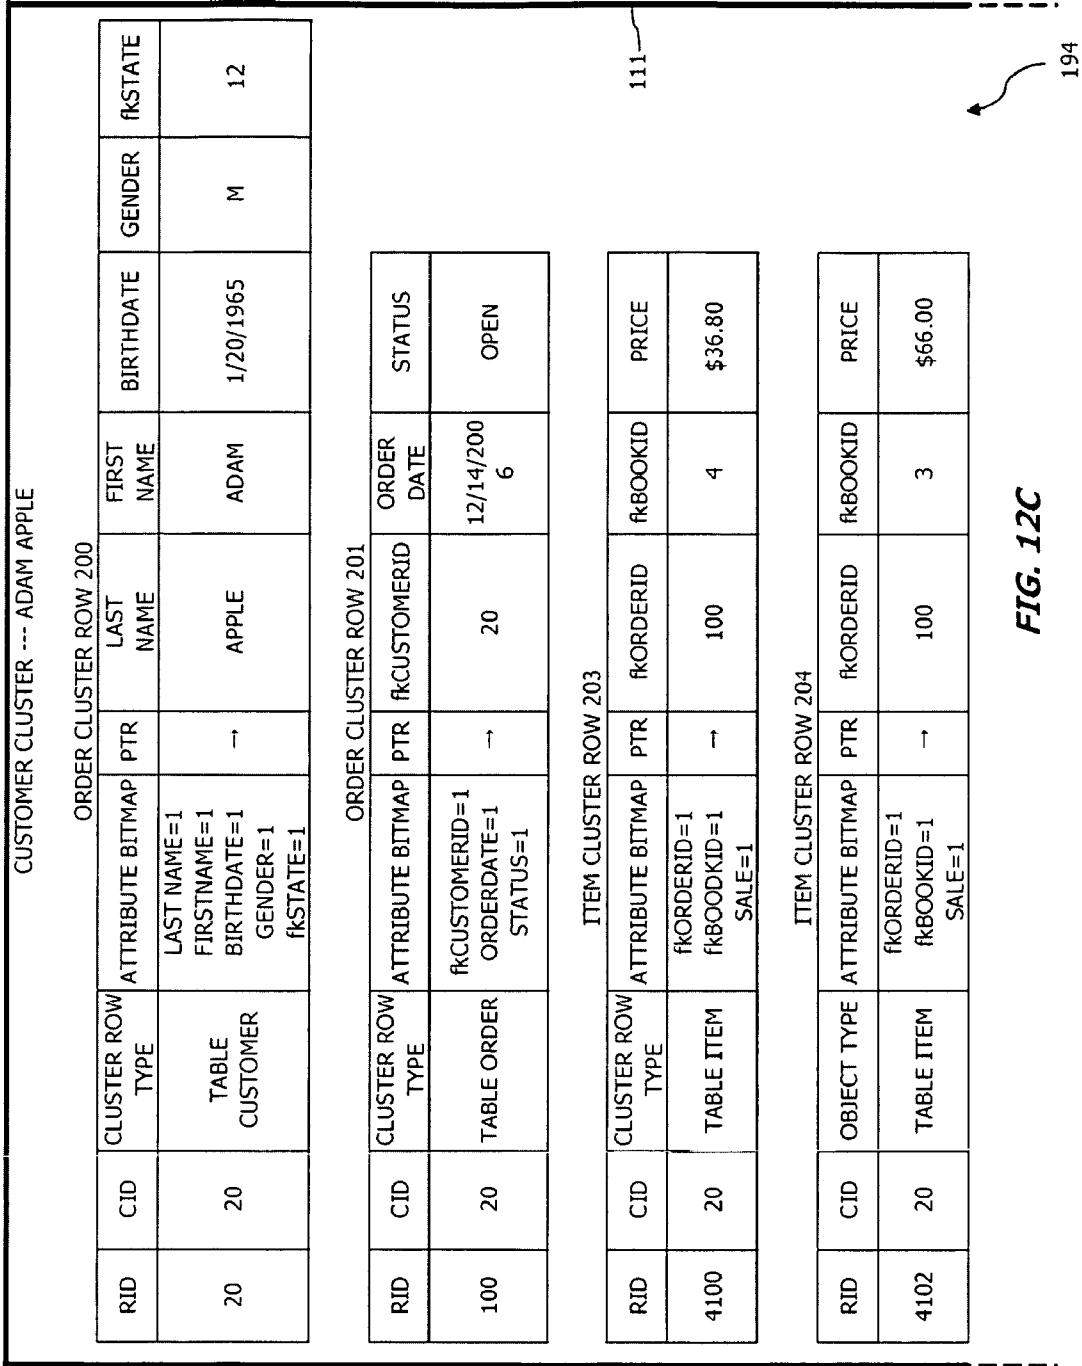 CUSTOMER CLUSTER --- ADAM APPLE
ORDER CLUSTER ROW 200
RID CID CLUSTER ROW TYPE ATTRIBUTE BITMAP PTR LAST NAME FIRST NAME BIRTHDATE GENDER fkSTATE
20 20 TABLE CUSTOMER LAST NAME=1 FIRSTNAME=1 BIRTHDATE=1 GENDER=1 fkSTATE=1 → APPLE ADAM 1/20/1965 M 12
ORDER CLUSTER ROW 201
RID CID CLUSTER ROW TYPE ATTRIBUTE BITMAP PTR fkCUSTOMERID ORDER DATE STATUS
100 20 TABLE ORDER fkCUSTOMERID=1 ORDERDATE=1 STATUS=1 → 20 12/14/2006 OPEN
ITEM CLUSTER ROW 203
RID CID CLUSTER ROW TYPE ATTRIBUTE BITMAP PTR fkORDERID fkBOOKID PRICE
4100 20 TABLE ITEM fkORDERID=1 fkBOODKID=1 SALE=1 → 100 4 $36.80
111
ITEM CLUSTER ROW 204
RID CID OBJECT TYPE ATTRIBUTE BITMAP PTR fkORDERID fkBOOKID PRICE
4102 20 TABLE ITEM fkORDERID=1 fkBOOKID=1 SALE=1 → 100 3 $66.00
194
FIG. 12C